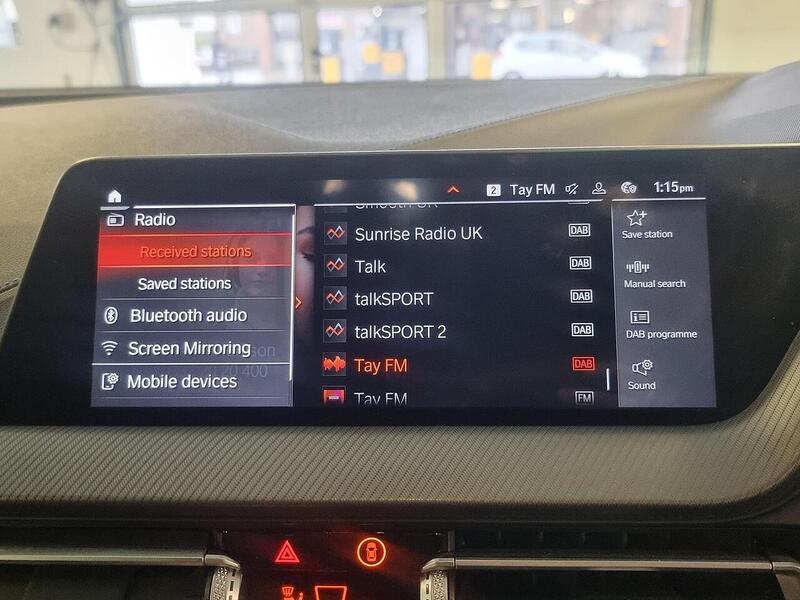 2 Tay FM 1:15pm
Radio
Received stations
Saved stations
Bluetooth audio
Screen Mirroring
Mobile devices
Smooth UK
Sunrise Radio UK DAB
Talk DAB
talkSPORT DAB
talkSPORT 2 DAB
Tay FM DAB
Tay FM FM
Save station
Manual search
DAB programme
Sound